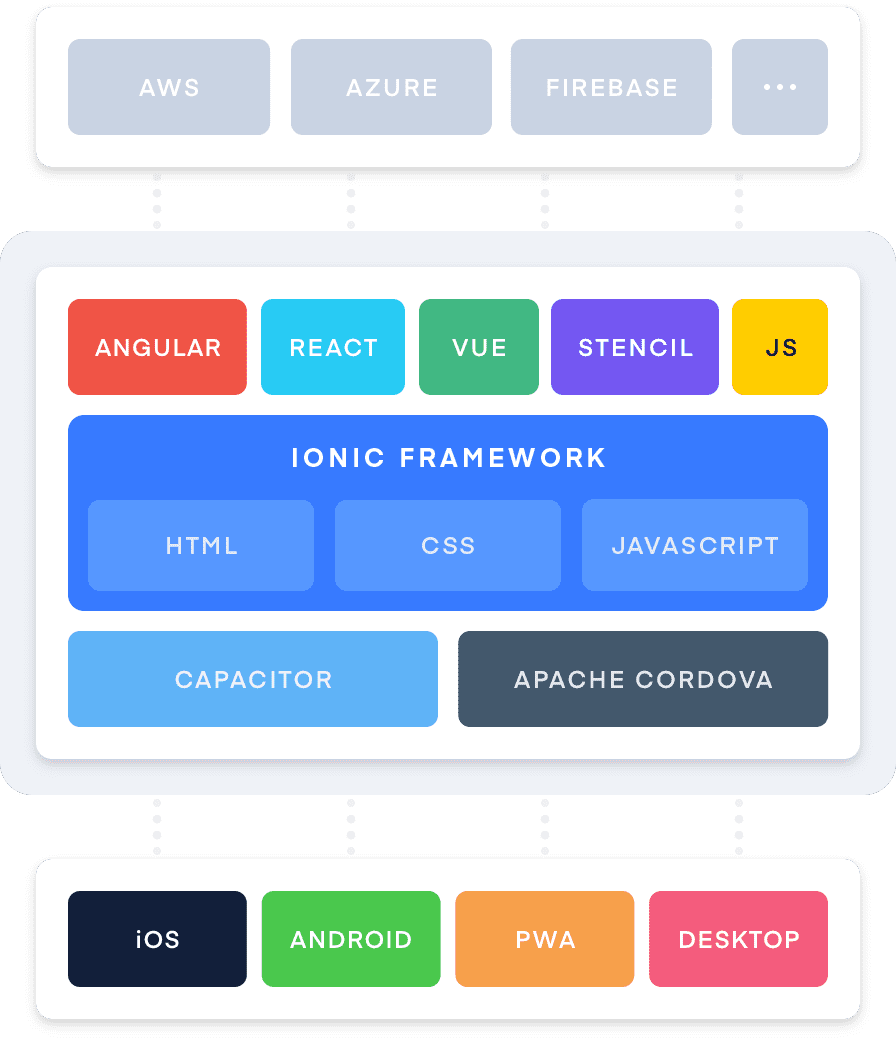 AWS AZURE FIREBASE ...
ANGULAR REACT VUE STENCIL JS
IONIC FRAMEWORK
HTML CSS JAVASCRIPT
CAPACITOR APACHE CORDOVA
iOS ANDROID PWA DESKTOP